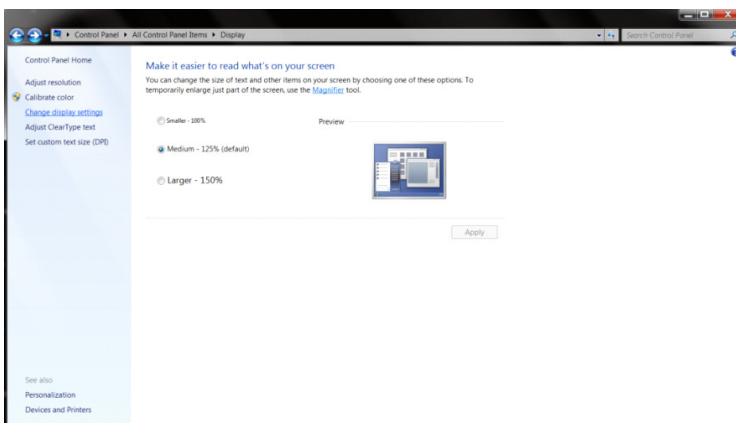 Control Panel ▸ All Control Panel Items ▸ Display
Search Control Panel
Control Panel Home
Adjust resolution
Calibrate color
Change display settings
Adjust ClearType text
Set custom text size (DPI)
Make it easier to read what's on your screen
You can change the size of text and other items on your screen by choosing one of these options. To
temporarily enlarge just part of the screen, use the Magnifier tool.
Smaller - 100%
Preview
Medium - 125% (default)
Larger - 150%
Apply
See also
Personalization
Devices and Printers